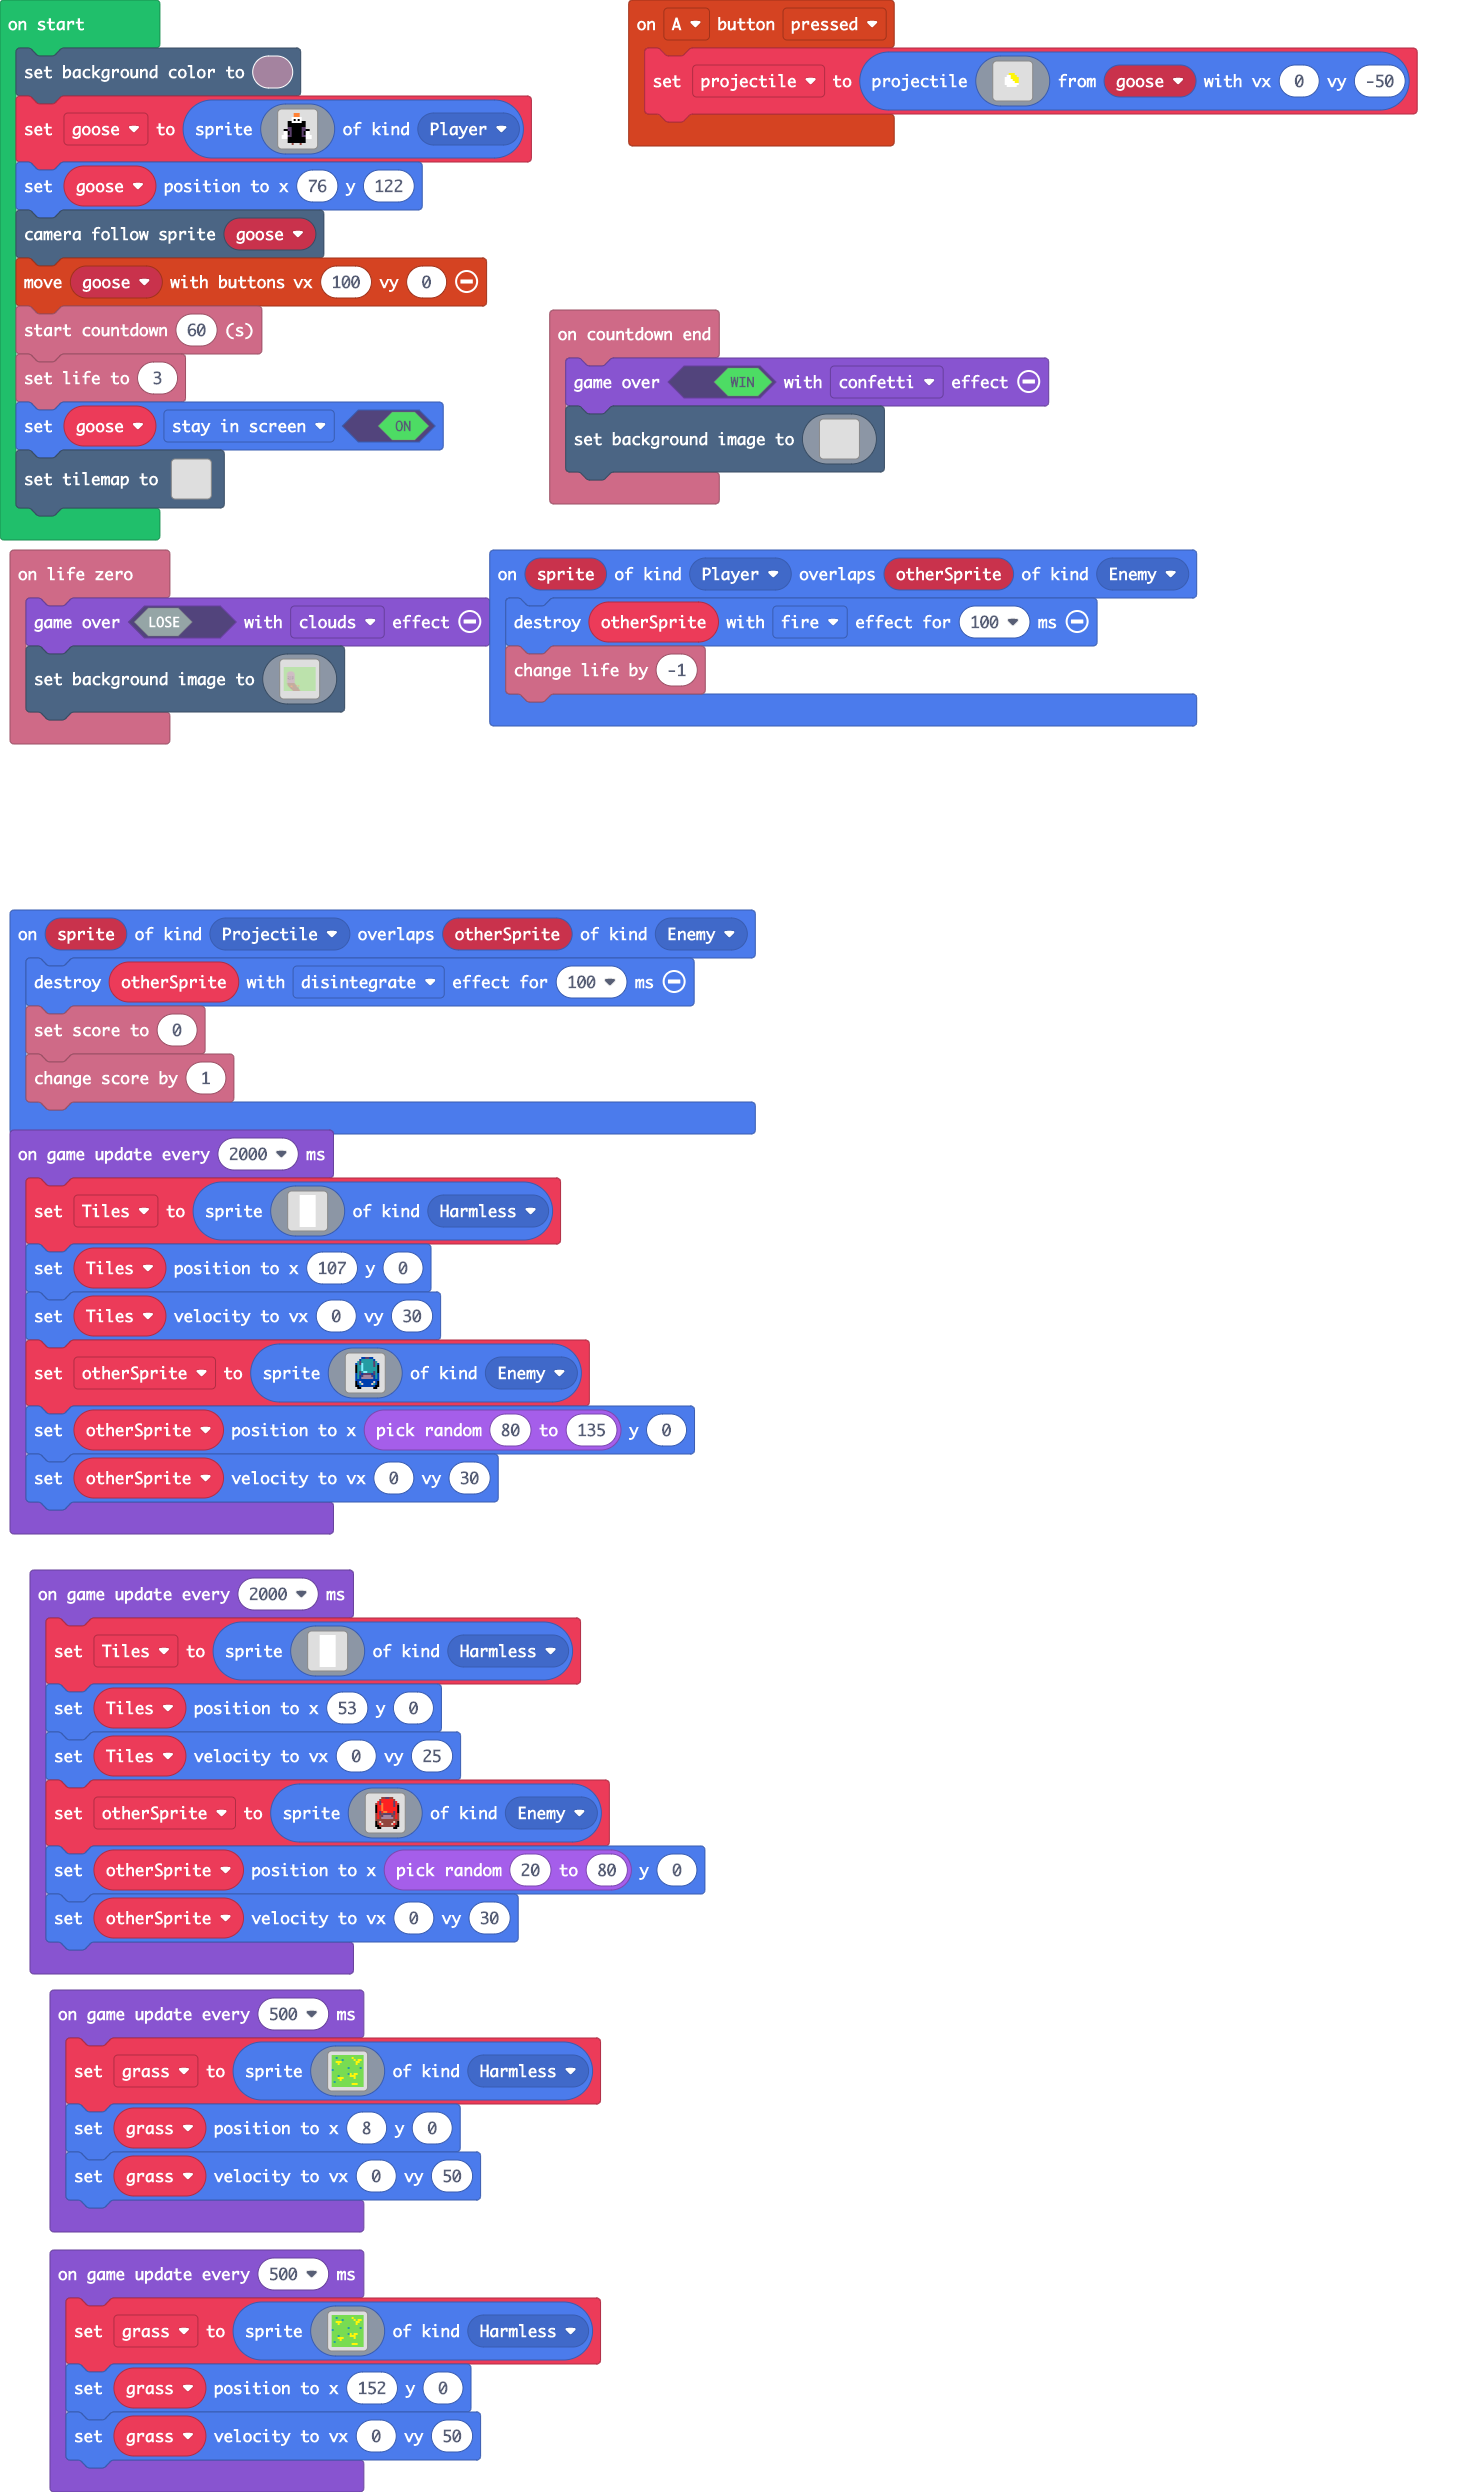 on start
set background color to
set goose to sprite of kind Player
set goose position to x 76 y 122
camera follow sprite goose
move goose with buttons vx 100 vy 0
start countdown 60 (s)
set life to 3
set goose stay in screen ON
set tilemap to
on A button pressed
set projectile to projectile from goose with vx 0 vy -50
on countdown end
game over WIN with confetti effect
set background image to
on life zero
game over LOSE with clouds effect
set background image to
on sprite of kind Player overlaps otherSprite of kind Enemy
destroy otherSprite with fire effect for 100 ms
change life by -1
on sprite of kind Projectile overlaps otherSprite of kind Enemy
destroy otherSprite with disintegrate effect for 100 ms
set score to 0
change score by 1
on game update every 2000 ms
set Tiles to sprite of kind Harmless
set Tiles position to x 107 y 0
set Tiles velocity to vx 0 vy 30
set otherSprite to sprite of kind Enemy
set otherSprite position to x pick random 80 to 135 y 0
set otherSprite velocity to vx 0 vy 30
on game update every 2000 ms
set Tiles to sprite of kind Harmless
set Tiles position to x 53 y 0
set Tiles velocity to vx 0 vy 25
set otherSprite to sprite of kind Enemy
set otherSprite position to x pick random 20 to 80 y 0
set otherSprite velocity to vx 0 vy 30
on game update every 500 ms
set grass to sprite of kind Harmless
set grass position to x 8 y 0
set grass velocity to vx 0 vy 50
on game update every 500 ms
set grass to sprite of kind Harmless
set grass position to x 152 y 0
set grass velocity to vx 0 vy 50